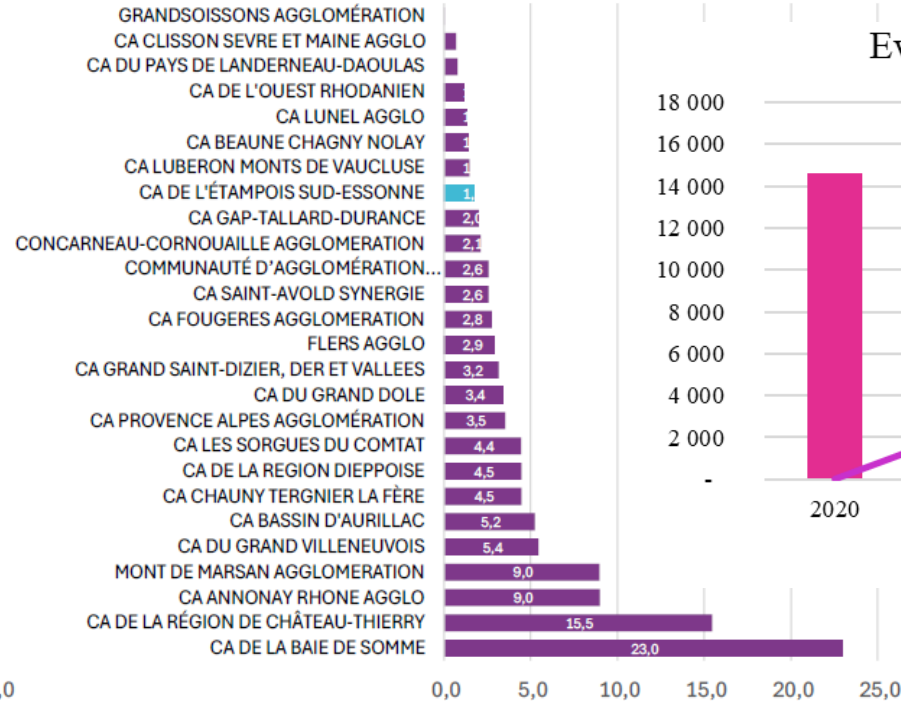 GRANDSOISSONS AGGLOMÉRATION
CA CLISSON SEVRE ET MAINE AGGLO
CA DU PAYS DE LANDERNEAU-DAOULAS
CA DE L'OUEST RHODANIEN
CA LUNEL AGGLO 1
CA BEAUNE CHAGNY NOLAY 1
CA LUBERON MONTS DE VAUCLUSE 1
CA DE L'ÉTAMPOIS SUD-ESSONNE 1,
CA GAP-TALLARD-DURANCE 2,0
CONCARNEAU-CORNOUAILLE AGGLOMERATION 2,1
COMMUNAUTÉ D'AGGLOMÉRATION... 2,6
CA SAINT-AVOLD SYNERGIE 2,6
CA FOUGERES AGGLOMERATION 2,8
FLERS AGGLO 2,9
CA GRAND SAINT-DIZIER, DER ET VALLEES 3,2
CA DU GRAND DOLE 3,4
CA PROVENCE ALPES AGGLOMÉRATION 3,5
CA LES SORGUES DU COMTAT 4,4
CA DE LA REGION DIEPPOISE 4,5
CA CHAUNY TERGNIER LA FÈRE 4,5
CA BASSIN D'AURILLAC 5,2
CA DU GRAND VILLENEUVOIS 5,4
MONT DE MARSAN AGGLOMERATION 9,0
CA ANNONAY RHONE AGGLO 9,0
CA DE LA RÉGION DE CHÂTEAU-THIERRY 15,5
CA DE LA BAIE DE SOMME 23,0
,0 0,0 5,0 10,0 15,0 20,0 25,0
18 000
16 000
14 000
12 000
10 000
8 000
6 000
4 000
2 000
-
2020